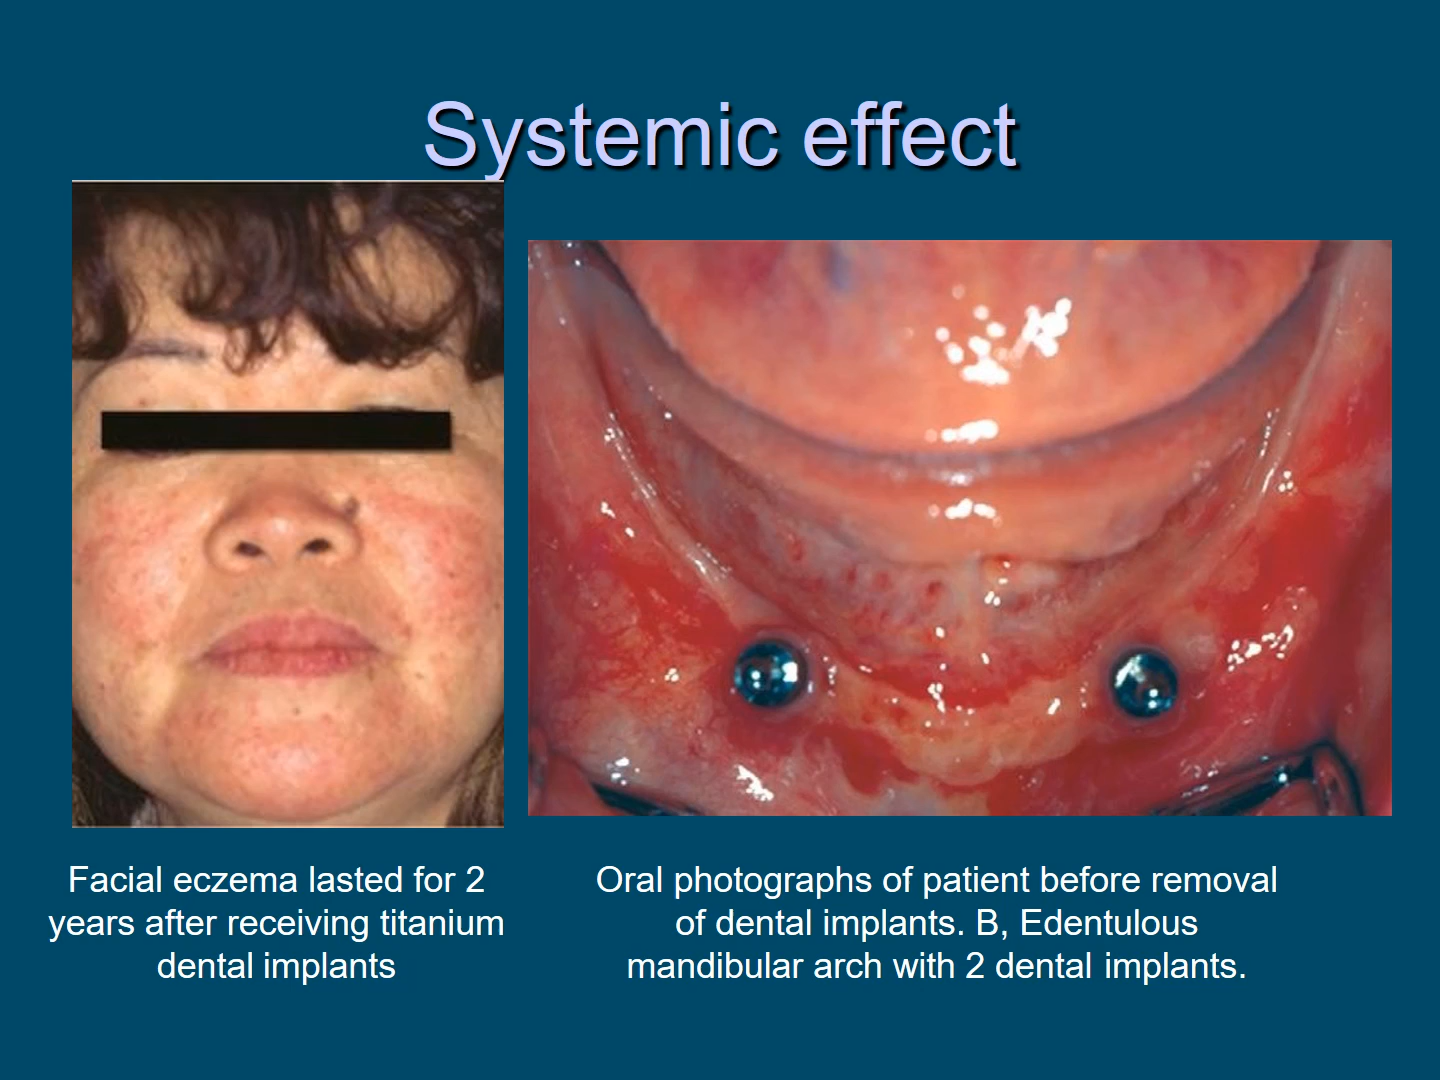 Systemic effect
Facial eczema lasted for 2
years after receiving titanium
dental implants
Oral photographs of patient before removal
of dental implants. B, Edentulous
mandibular arch with 2 dental implants.